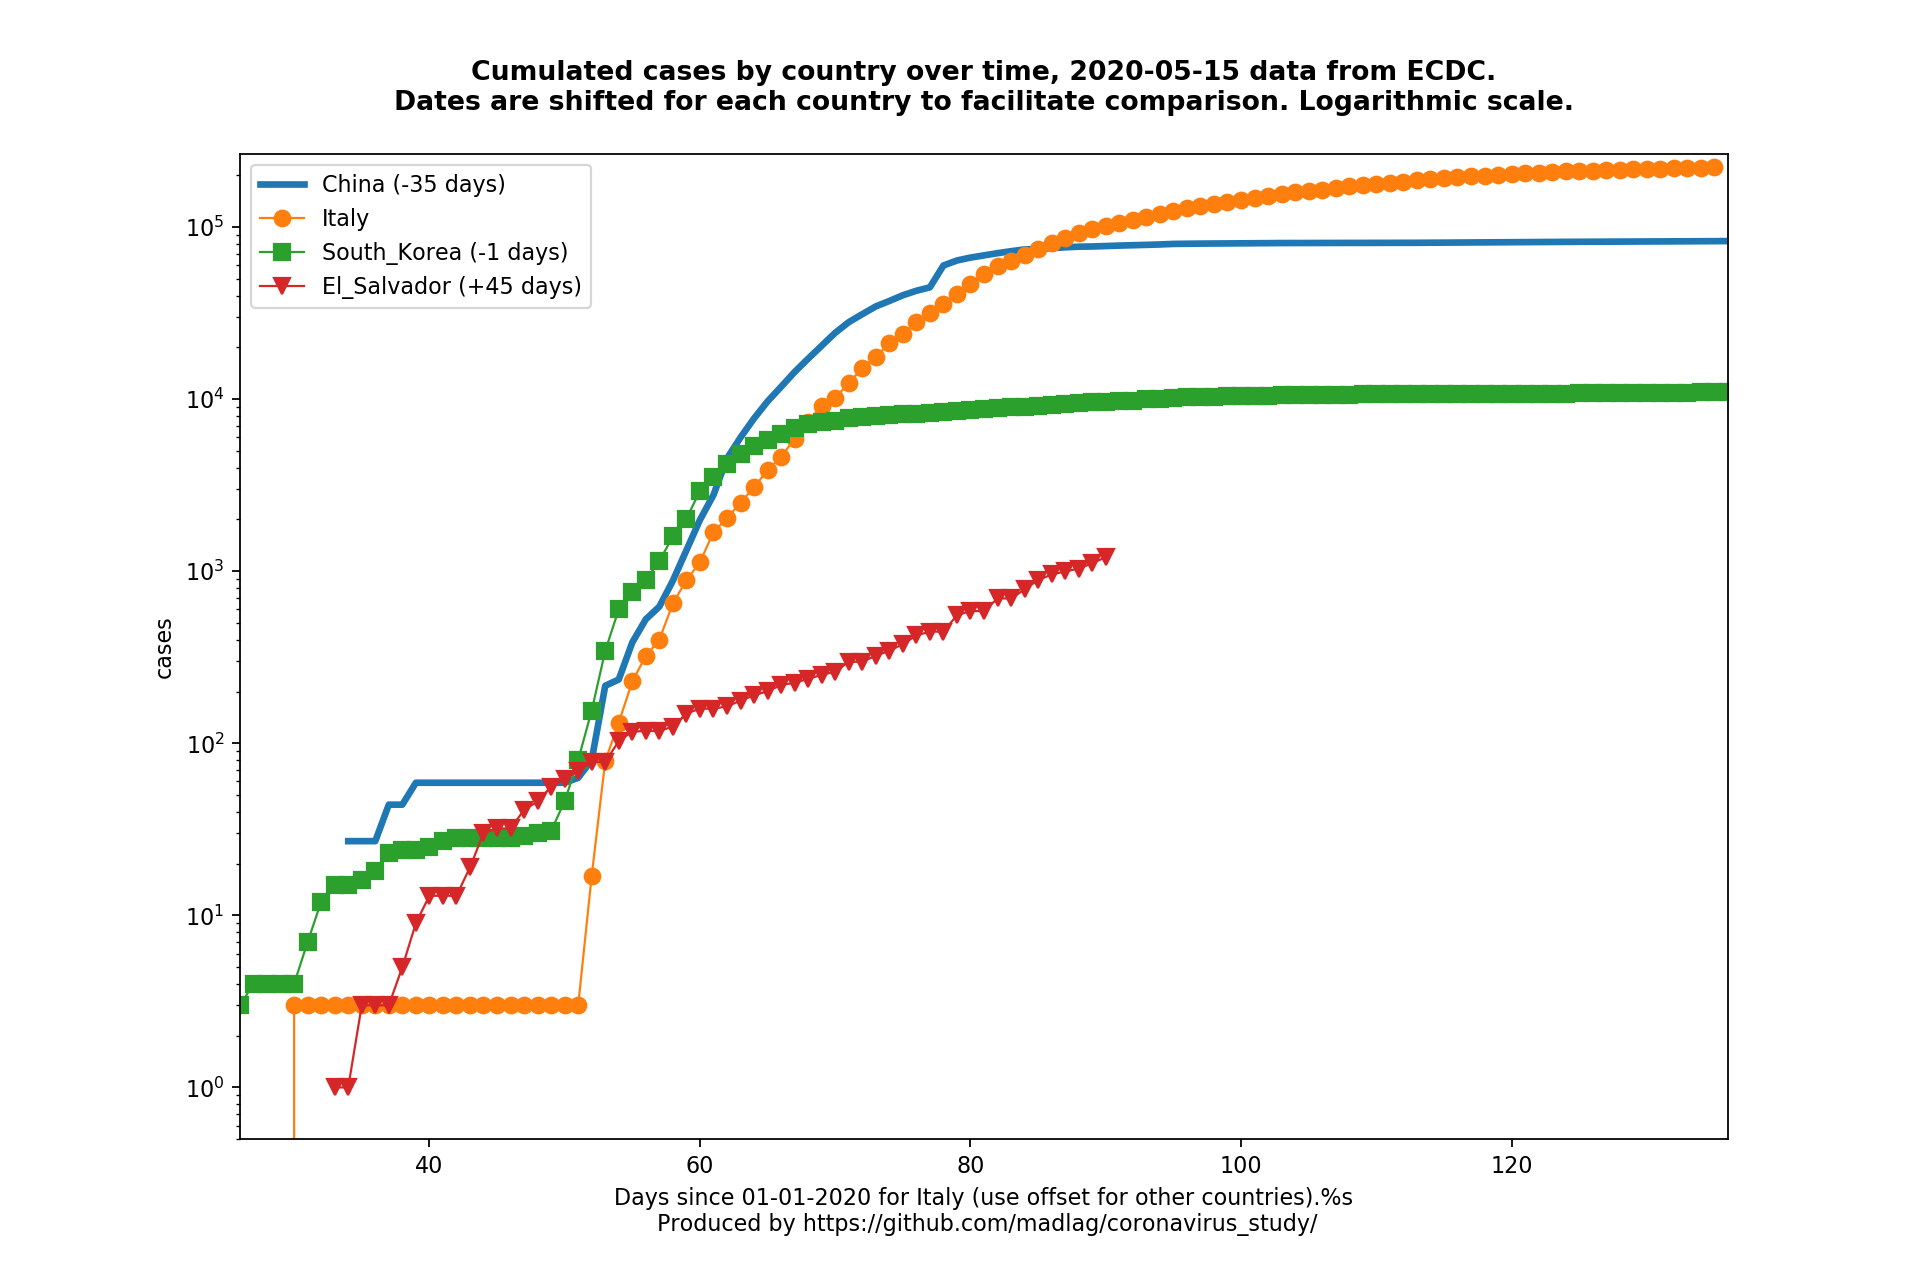 Cumulated cases by country over time, 2020-05-15 data from ECDC.
Dates are shifted for each country to facilitate comparison. Logarithmic scale.
China (-35 days)
Italy
South_Korea (-1 days)
El_Salvador (+45 days)
10⁵
10⁴
10³
10²
10¹
10⁰
cases
40 60 80 100 120
Days since 01-01-2020 for Italy (use offset for other countries).%s
Produced by https://github.com/madlag/coronavirus_study/